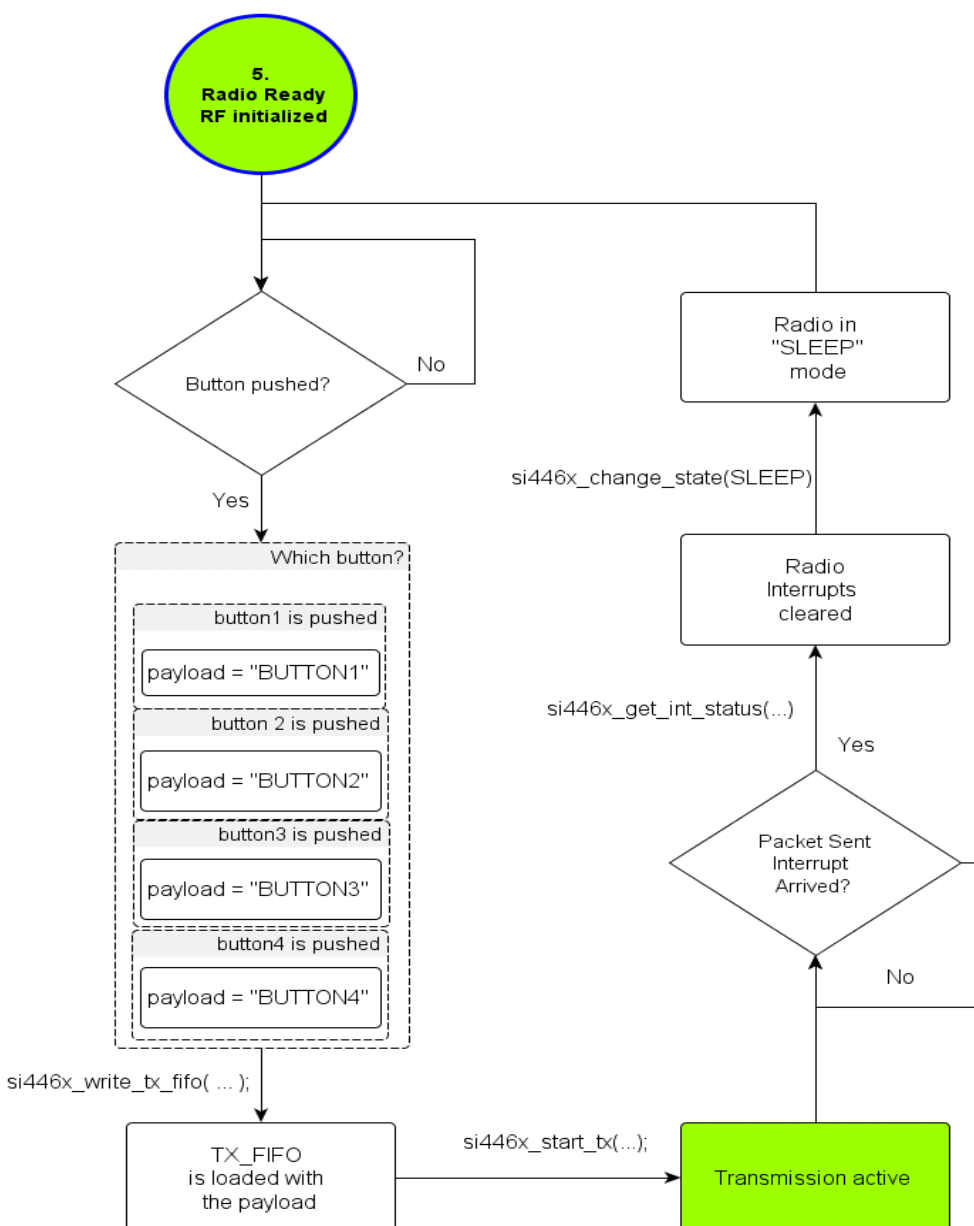 5.
Radio Ready
RF initialized
Button pushed?
No
Yes
Which button?
button1 is pushed
payload = "BUTTON1"
button 2 is pushed
payload = "BUTTON2"
button3 is pushed
payload = "BUTTON3"
button4 is pushed
payload = "BUTTON4"
si446x_write_tx_fifo( ... );
TX_FIFO
is loaded with
the payload
si446x_start_tx(...);
Transmission active
No
Packet Sent
Interrupt
Arrived?
Yes
si446x_get_int_status(...)
Radio
Interrupts
cleared
si446x_change_state(SLEEP)
Radio in
"SLEEP"
mode